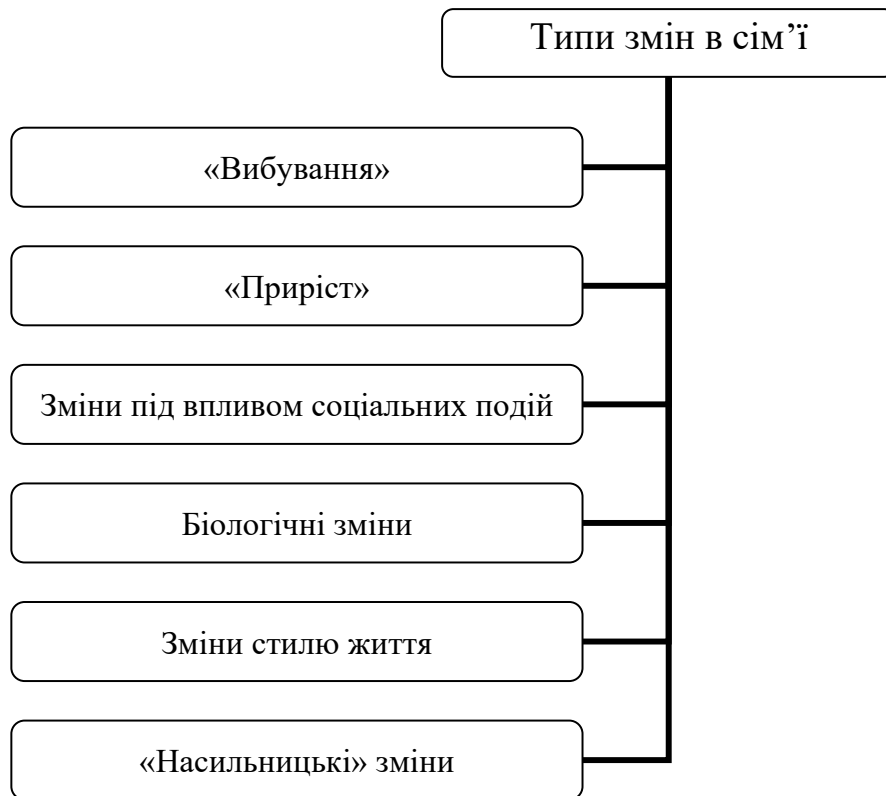 Типи змін в сім’ї
«Вибування»
«Приріст»
Зміни під впливом соціальних подій
Біологічні зміни
Зміни стилю життя
«Насильницькі» зміни